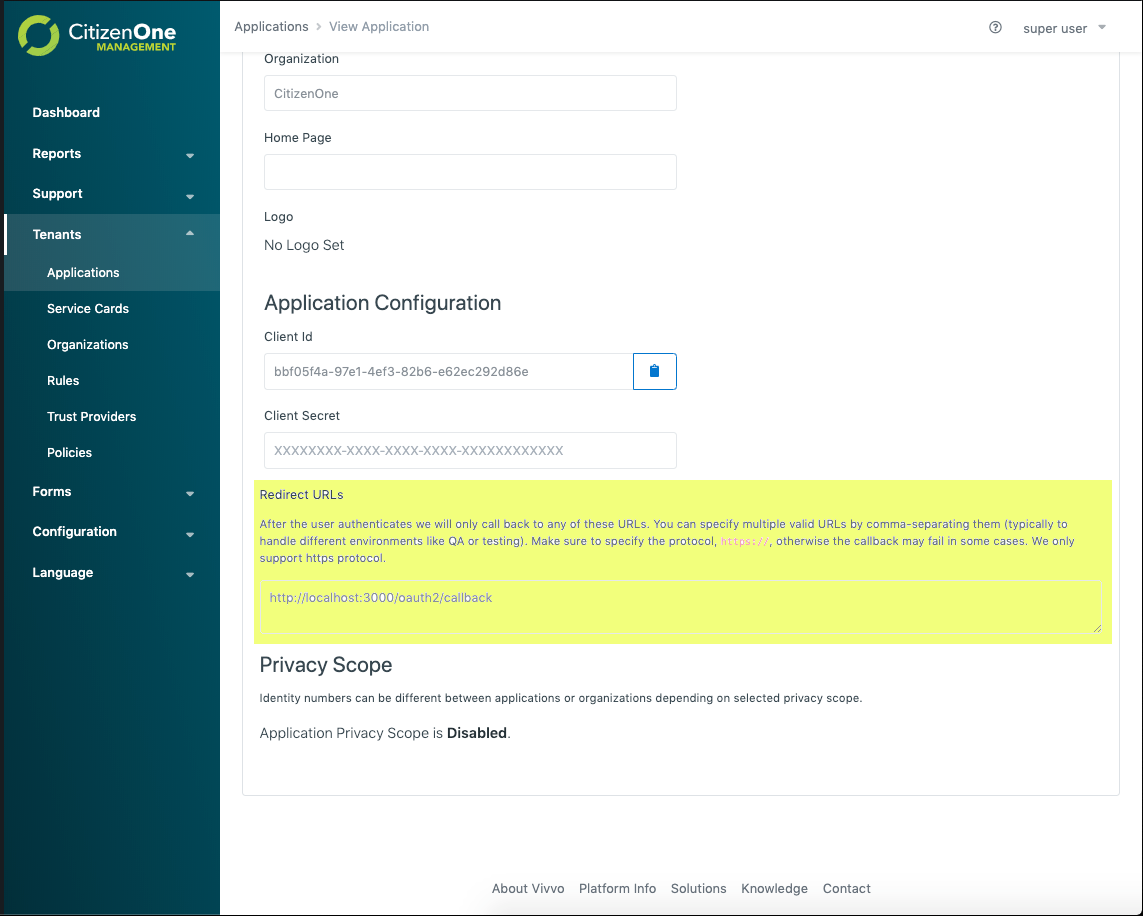 CitizenOne
MANAGEMENT
Applications > View Application
super user
Dashboard
Reports
Support
Tenants
Applications
Service Cards
Organizations
Rules
Trust Providers
Policies
Forms
Configuration
Language
Organization
CitizenOne
Home Page
Logo
No Logo Set
Application Configuration
Client Id
bbf05f4a-97e1-4ef3-82b6-e62ec292d86e
Client Secret
XXXXXXXX-XXXX-XXXX-XXXX-XXXXXXXXXXXX
Redirect URLs
After the user authenticates we will only call back to any of these URLs. You can specify multiple valid URLs by comma-separating them (typically to
handle different environments like QA or testing). Make sure to specify the protocol, https://, otherwise the callback may fail in some cases. We only
support https protocol.
http://localhost:3000/oauth2/callback
Privacy Scope
Identity numbers can be different between applications or organizations depending on selected privacy scope.
Application Privacy Scope is Disabled.
About Vivvo Platform Info Solutions Knowledge Contact